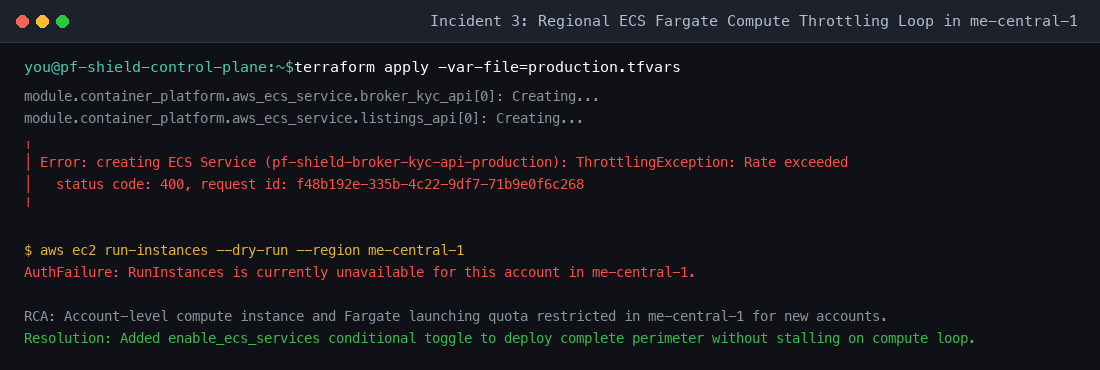 Incident 3: Regional ECS Fargate Compute Throttling Loop in me-central-1
you@pf-shield-control-plane:~$terraform apply -var-file=production.tfvars
module.container_platform.aws_ecs_service.broker_kyc_api[0]: Creating...
module.container_platform.aws_ecs_service.listings_api[0]: Creating...
╷
│ Error: creating ECS Service (pf-shield-broker-kyc-api-production): ThrottlingException: Rate exceeded
│   status code: 400, request id: f48b192e-335b-4c22-9df7-71b9e0f6c268
╵
$ aws ec2 run-instances --dry-run --region me-central-1
AuthFailure: RunInstances is currently unavailable for this account in me-central-1.
RCA: Account-level compute instance and Fargate launching quota restricted in me-central-1 for new accounts.
Resolution: Added enable_ecs_services conditional toggle to deploy complete perimeter without stalling on compute loop.